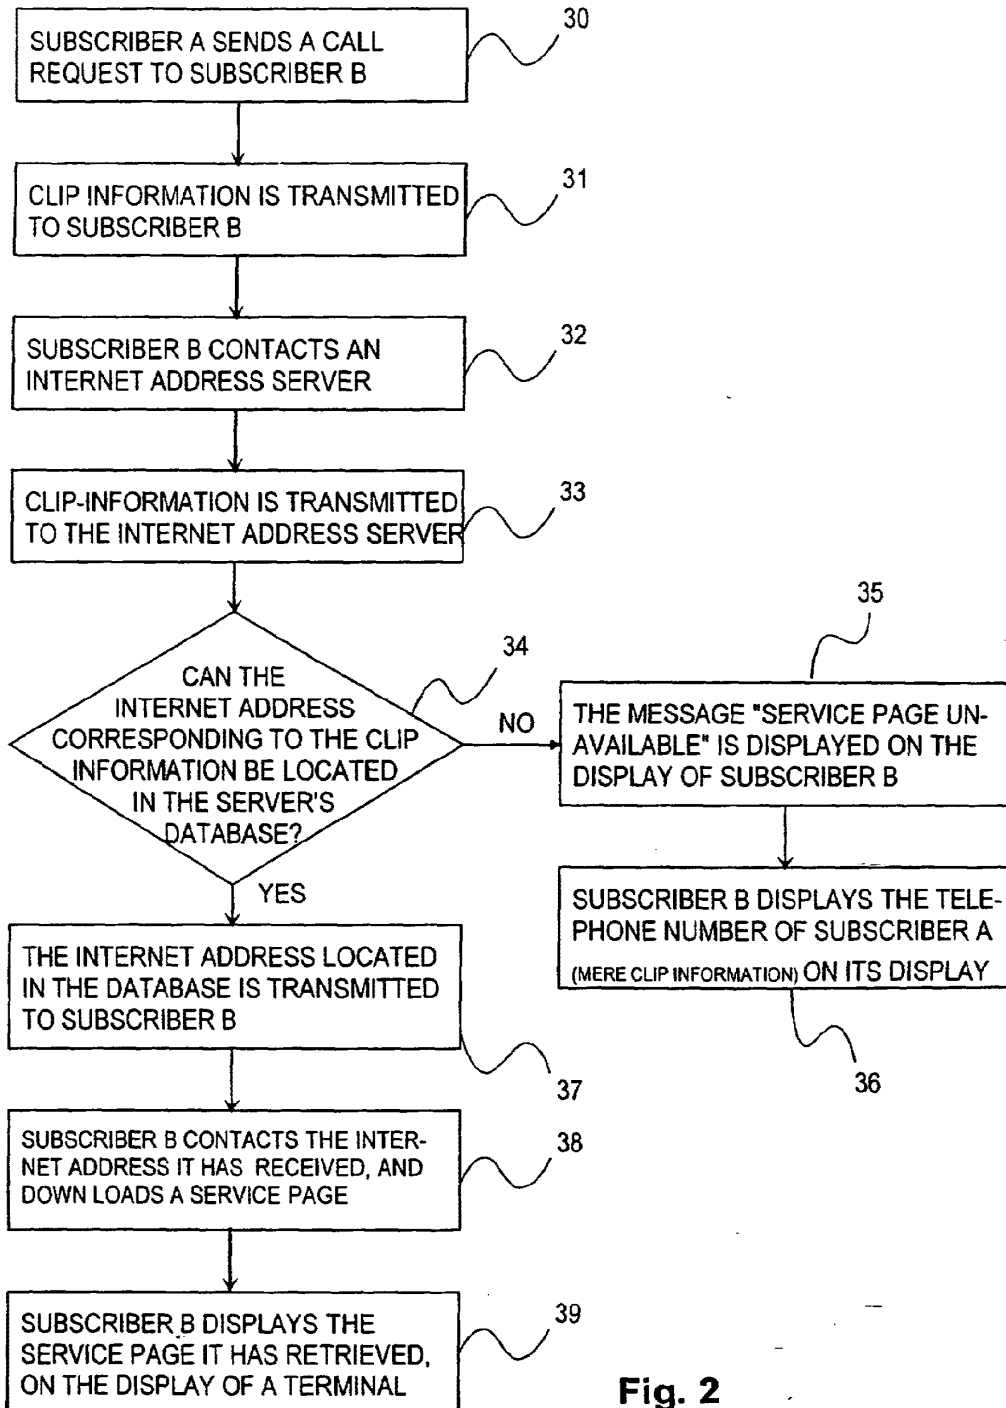 30
SUBSCRIBER A SENDS A CALL
REQUEST TO SUBSCRIBER B
31
CLIP INFORMATION IS TRANSMITTED
TO SUBSCRIBER B
32
SUBSCRIBER B CONTACTS AN
INTERNET ADDRESS SERVER
33
CLIP-INFORMATION IS TRANSMITTED
TO THE INTERNET ADDRESS SERVER
34
CAN THE
INTERNET ADDRESS
CORRESPONDING TO THE CLIP
INFORMATION BE LOCATED
IN THE SERVER'S
DATABASE?
NO
35
THE MESSAGE "SERVICE PAGE UN-
AVAILABLE" IS DISPLAYED ON THE
DISPLAY OF SUBSCRIBER B
SUBSCRIBER B DISPLAYS THE TELE-
PHONE NUMBER OF SUBSCRIBER A
(MERE CLIP INFORMATION) ON ITS DISPLAY
36
YES
THE INTERNET ADDRESS LOCATED
IN THE DATABASE IS TRANSMITTED
TO SUBSCRIBER B
37
SUBSCRIBER B CONTACTS THE INTER-
NET ADDRESS IT HAS RECEIVED, AND
DOWN LOADS A SERVICE PAGE
38
SUBSCRIBER B DISPLAYS THE
SERVICE PAGE IT HAS RETRIEVED,
ON THE DISPLAY OF A TERMINAL
39
Fig. 2